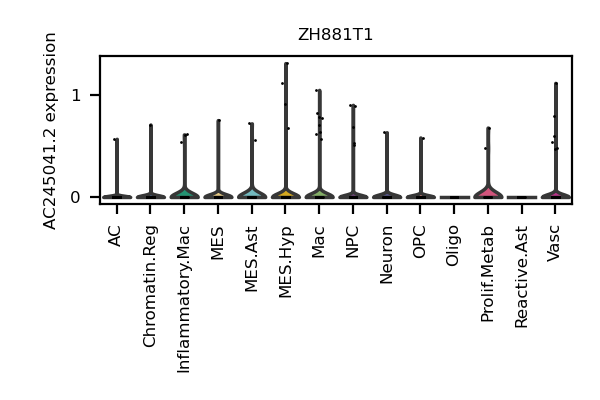 ZH881T1
AC245041.2 expression
1
0
AC
Chromatin.Reg
Inflammatory.Mac
MES
MES.Ast
MES.Hyp
Mac
NPC
Neuron
OPC
Oligo
Prolif.Metab
Reactive.Ast
Vasc